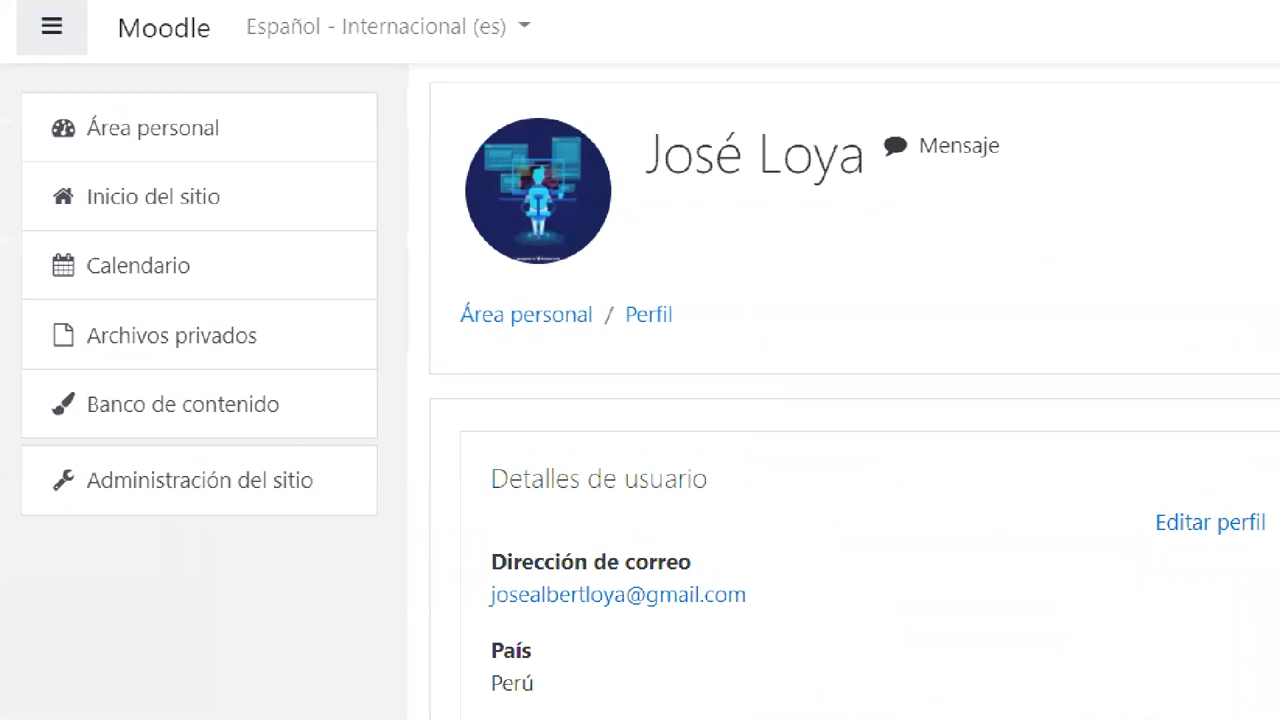 Moodle
Español - Internacional (es)
Área personal
Inicio del sitio
Calendario
Archivos privados
Banco de contenido
Administración del sitio
José Loya
Mensaje
Área personal / Perfil
Detalles de usuario
Editar perfil
Dirección de correo
josealbertloya@gmail.com
País
Perú